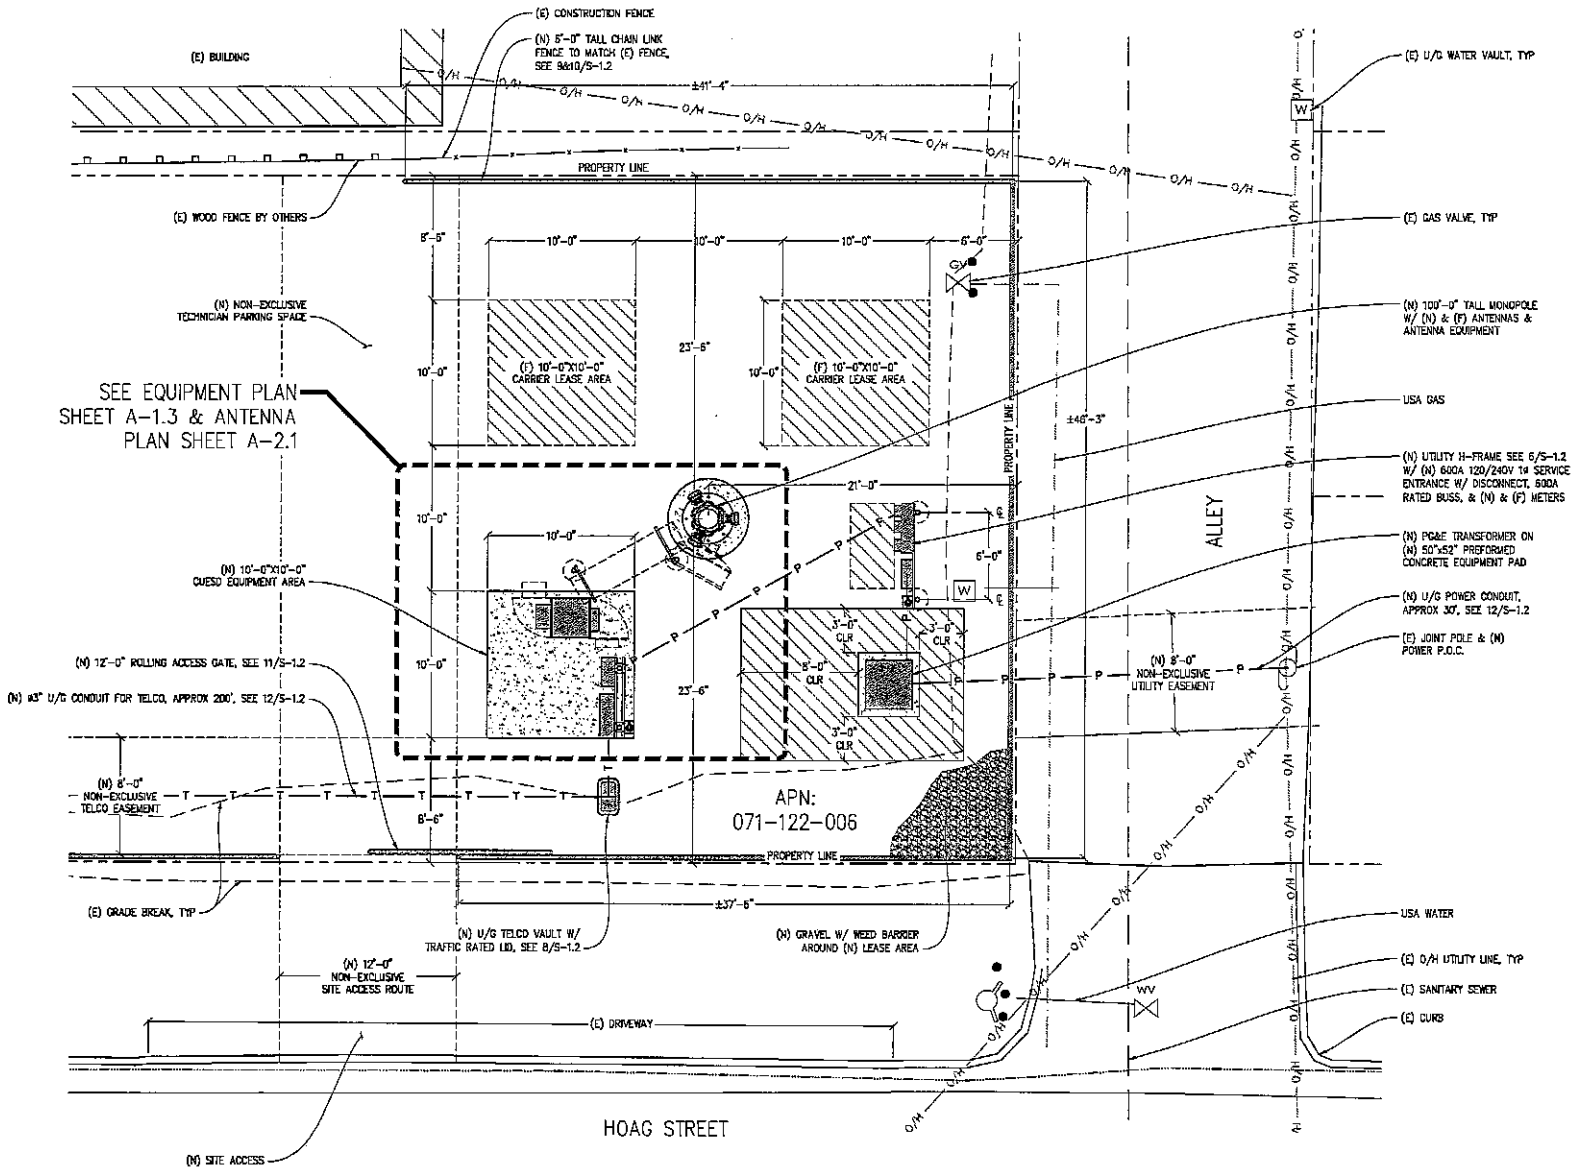 (E) CONSTRUCTION FENCE
(N) 6'-0" TALL CHAIN LINK
FENCE TO MATCH (E) FENCE,
SEE 9&10/S-1.2
(E) BUILDING
(E) U/G WATER VAULT, TYP
±41'-4"
O/H
O/H
O/H
O/H
O/H
O/H
O/H
O/H
O/H
O/H
O/H
W
PROPERTY LINE
(E) WOOD FENCE BY OTHERS
(E) GAS VALVE, TYP
8'-6"
10'-0"
10'-0"
10'-0"
6'-0"
GV
(N) NON-EXCLUSIVE
TECHNICIAN PARKING SPACE
(N) 100'-0" TALL MONOPOLE
W/ (N) & (F) ANTENNAS &
ANTENNA EQUIPMENT
23'-6"
10'-0"
(F) 10'-0"X10'-0"
CARRIER LEASE AREA
10'-0"
(F) 10'-0"X10'-0"
CARRIER LEASE AREA
SEE EQUIPMENT PLAN
SHEET A-1.3 & ANTENNA
PLAN SHEET A-2.1
USA GAS
±46'-3"
PROPERTY LINE
(N) UTILITY H-FRAME SEE 6/S-1.2
W/ (N) 600A 120/240V 1φ SERVICE
ENTRANCE W/ DISCONNECT, 600A
RATED BUSS, & (N) & (F) METERS
21'-0"
10'-0"
10'-0"
6'-0"
ALLEY
(N) PG&E TRANSFORMER ON
(N) 50"x52" PREFORMED
CONCRETE EQUIPMENT PAD
(N) 10'-0"X10'-0"
CUESD EQUIPMENT AREA
P
P
P
P
P
W
(N) U/G POWER CONDUIT,
APPROX 30', SEE 12/S-1.2
3'-0"
CLR
3'-0"
CLR
(E) JOINT POLE & (N)
POWER P.O.C.
(N) 12'-0" ROLLING ACCESS GATE, SEE 11/S-1.2
10'-0"
8'-0"
CLR
(N) 8'-0"
NON-EXCLUSIVE
UTILITY EASEMENT
P
P
P
P
P
(N) ø3" U/G CONDUIT FOR TELCO, APPROX 200', SEE 12/S-1.2
23'-6"
3'-0"
CLR
(N) 8'-0"
NON-EXCLUSIVE
TELCO EASEMENT
T
T
T
T
T
T
T
T
T
T
8'-6"
APN:
071-122-006
PROPERTY LINE
(E) GRADE BREAK, TYP
±37'-6"
(N) U/G TELCO VAULT W/
TRAFFIC RATED LID, SEE 8/S-1.2
(N) GRAVEL W/ WEED BARRIER
AROUND (N) LEASE AREA
USA WATER
(N) 12'-0"
NON-EXCLUSIVE
SITE ACCESS ROUTE
(E) O/H UTILITY LINE, TYP
WV
(E) SANITARY SEWER
(E) DRIVEWAY
(E) CURB
O/H
O/H
O/H
O/H
O/H
O/H
O/H
O/H
HOAG STREET
(N) SITE ACCESS